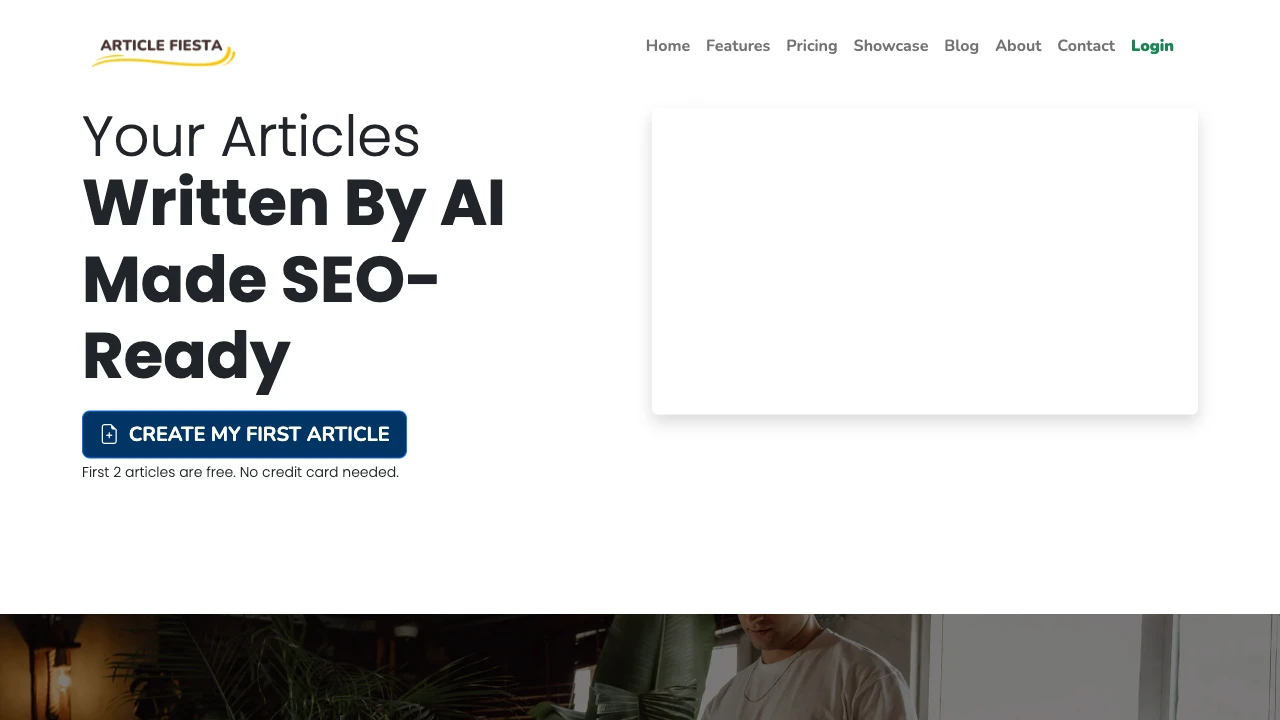 ARTICLE FIESTA
Home Features Pricing Showcase Blog About Contact Login
Your Articles
Written By AI
Made SEO-
Ready
CREATE MY FIRST ARTICLE
First 2 articles are free. No credit card needed.